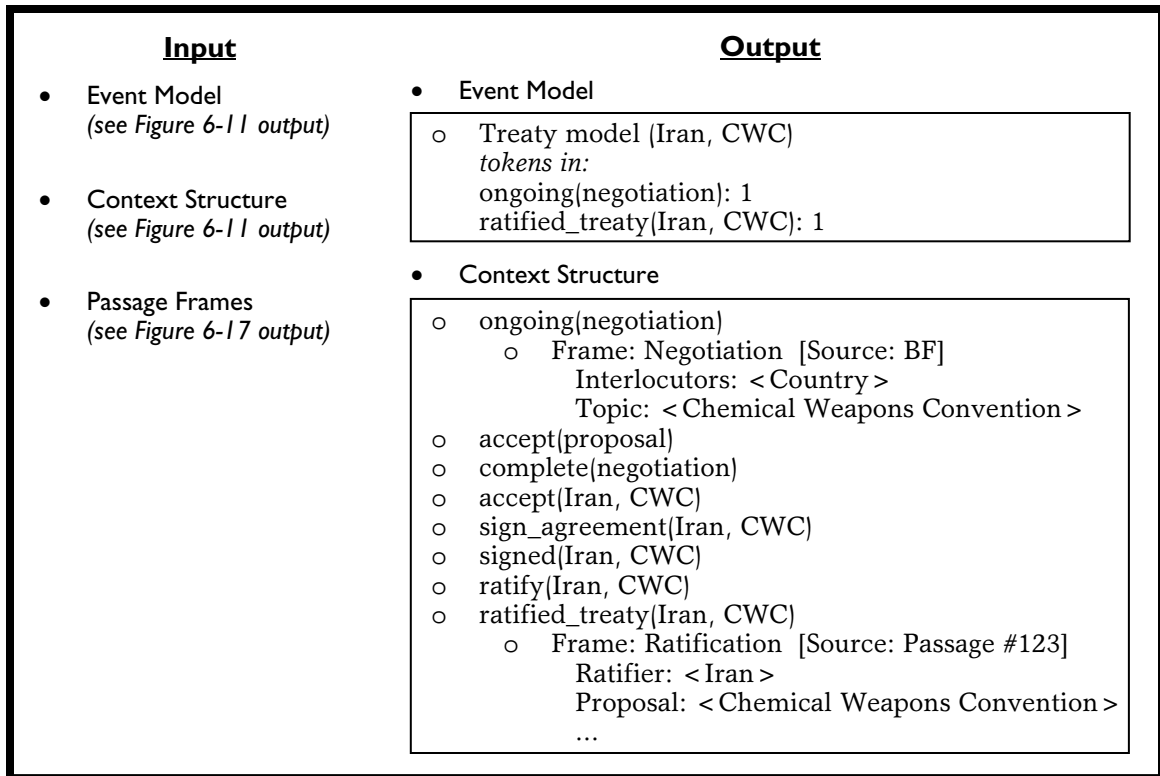 Input
• Event Model
(see Figure 6-11 output)
• Context Structure
(see Figure 6-11 output)
• Passage Frames
(see Figure 6-17 output)
Output
• Event Model
o Treaty model (Iran, CWC)
tokens in:
ongoing(negotiation): 1
ratified_treaty(Iran, CWC): 1
• Context Structure
o ongoing(negotiation)
o Frame: Negotiation [Source: BF]
Interlocutors: <Country>
Topic: <Chemical Weapons Convention>
o accept(proposal)
o complete(negotiation)
o accept(Iran, CWC)
o sign_agreement(Iran, CWC)
o signed(Iran, CWC)
o ratify(Iran, CWC)
o ratified_treaty(Iran, CWC)
o Frame: Ratification [Source: Passage #123]
Ratifier: <Iran>
Proposal: <Chemical Weapons Convention>
...